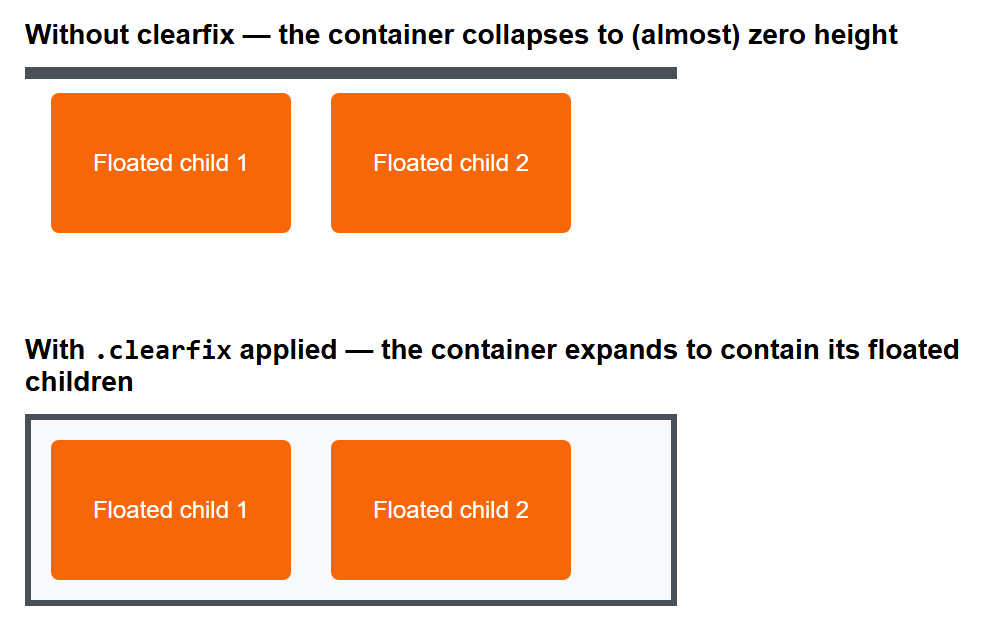 Without clearfix — the container collapses to (almost) zero height
Floated child 1
Floated child 2
With .clearfix applied — the container expands to contain its floated
children
Floated child 1
Floated child 2